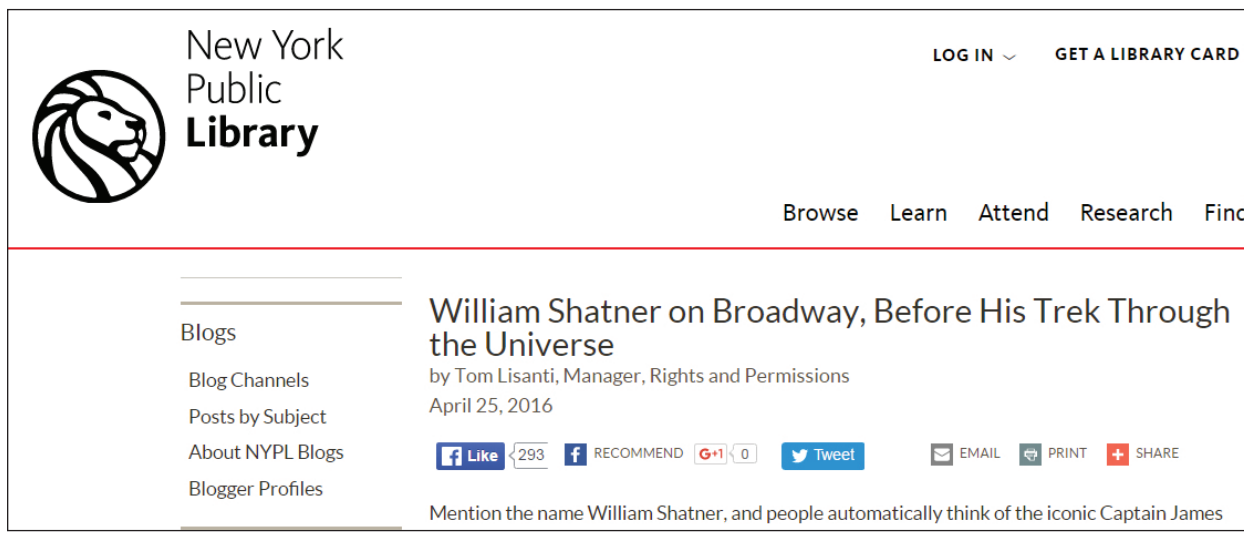 New York
Public
Library
LOG IN
GET A LIBRARY CARD
Browse Learn Attend Research Find
Blogs
Blog Channels
Posts by Subject
About NYPL Blogs
Blogger Profiles
William Shatner on Broadway, Before His Trek Through
the Universe
by Tom Lisanti, Manager, Rights and Permissions
April 25, 2016
f Like 293 f RECOMMEND G+1 0 Tweet EMAIL PRINT + SHARE
Mention the name William Shatner, and people automatically think of the iconic Captain James